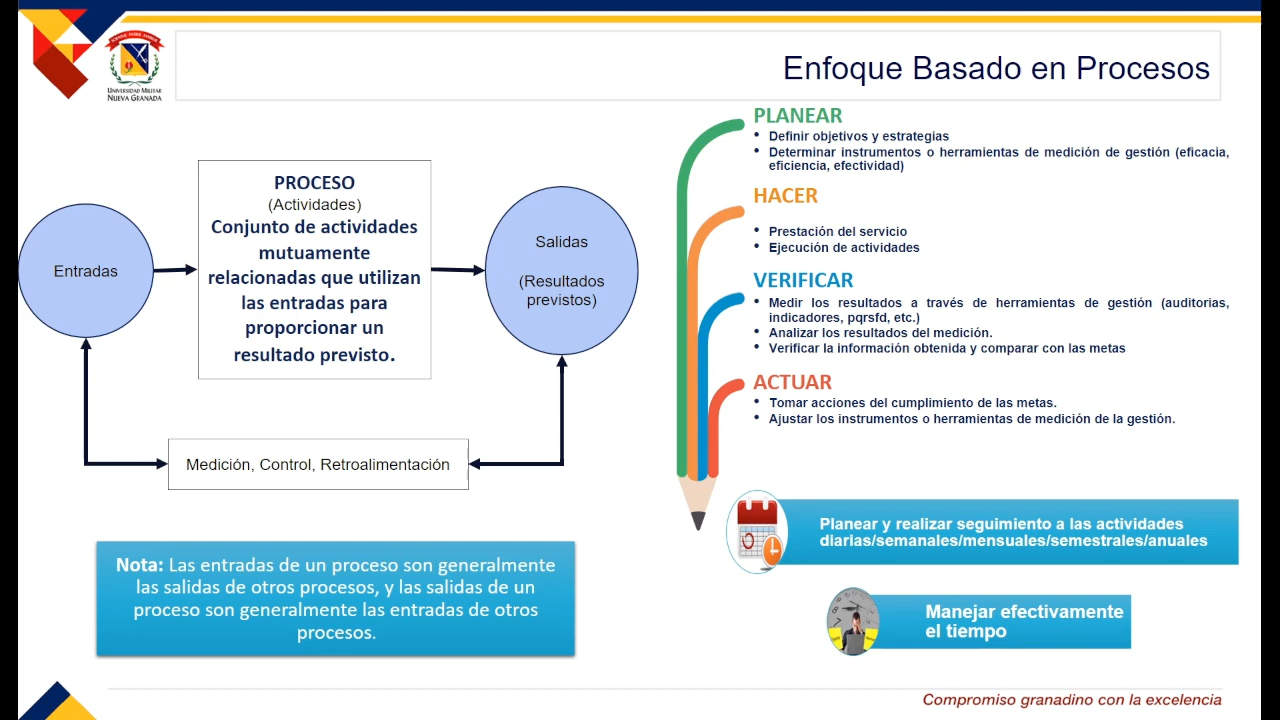 UNIVERSIDAD MILITAR
NUEVA GRANADA
Enfoque Basado en Procesos
Entradas
PROCESO
(Actividades)
Conjunto de actividades
mutuamente
relacionadas que utilizan
las entradas para
proporcionar un
resultado previsto.
Salidas
(Resultados
previstos)
Medición, Control, Retroalimentación
Nota: Las entradas de un proceso son generalmente
las salidas de otros procesos, y las salidas de un
proceso son generalmente las entradas de otros
procesos.
PLANEAR
• Definir objetivos y estrategias
• Determinar instrumentos o herramientas de medición de gestión (eficacia,
eficiencia, efectividad)
HACER
• Prestación del servicio
• Ejecución de actividades
VERIFICAR
• Medir los resultados a través de herramientas de gestión (auditorias,
indicadores, pqrsfd, etc.)
• Analizar los resultados del medición.
• Verificar la información obtenida y comparar con las metas
ACTUAR
• Tomar acciones del cumplimiento de las metas.
• Ajustar los instrumentos o herramientas de medición de la gestión.
Planear y realizar seguimiento a las actividades
diarias/semanales/mensuales/semestrales/anuales
Manejar efectivamente
el tiempo
Compromiso granadino con la excelencia